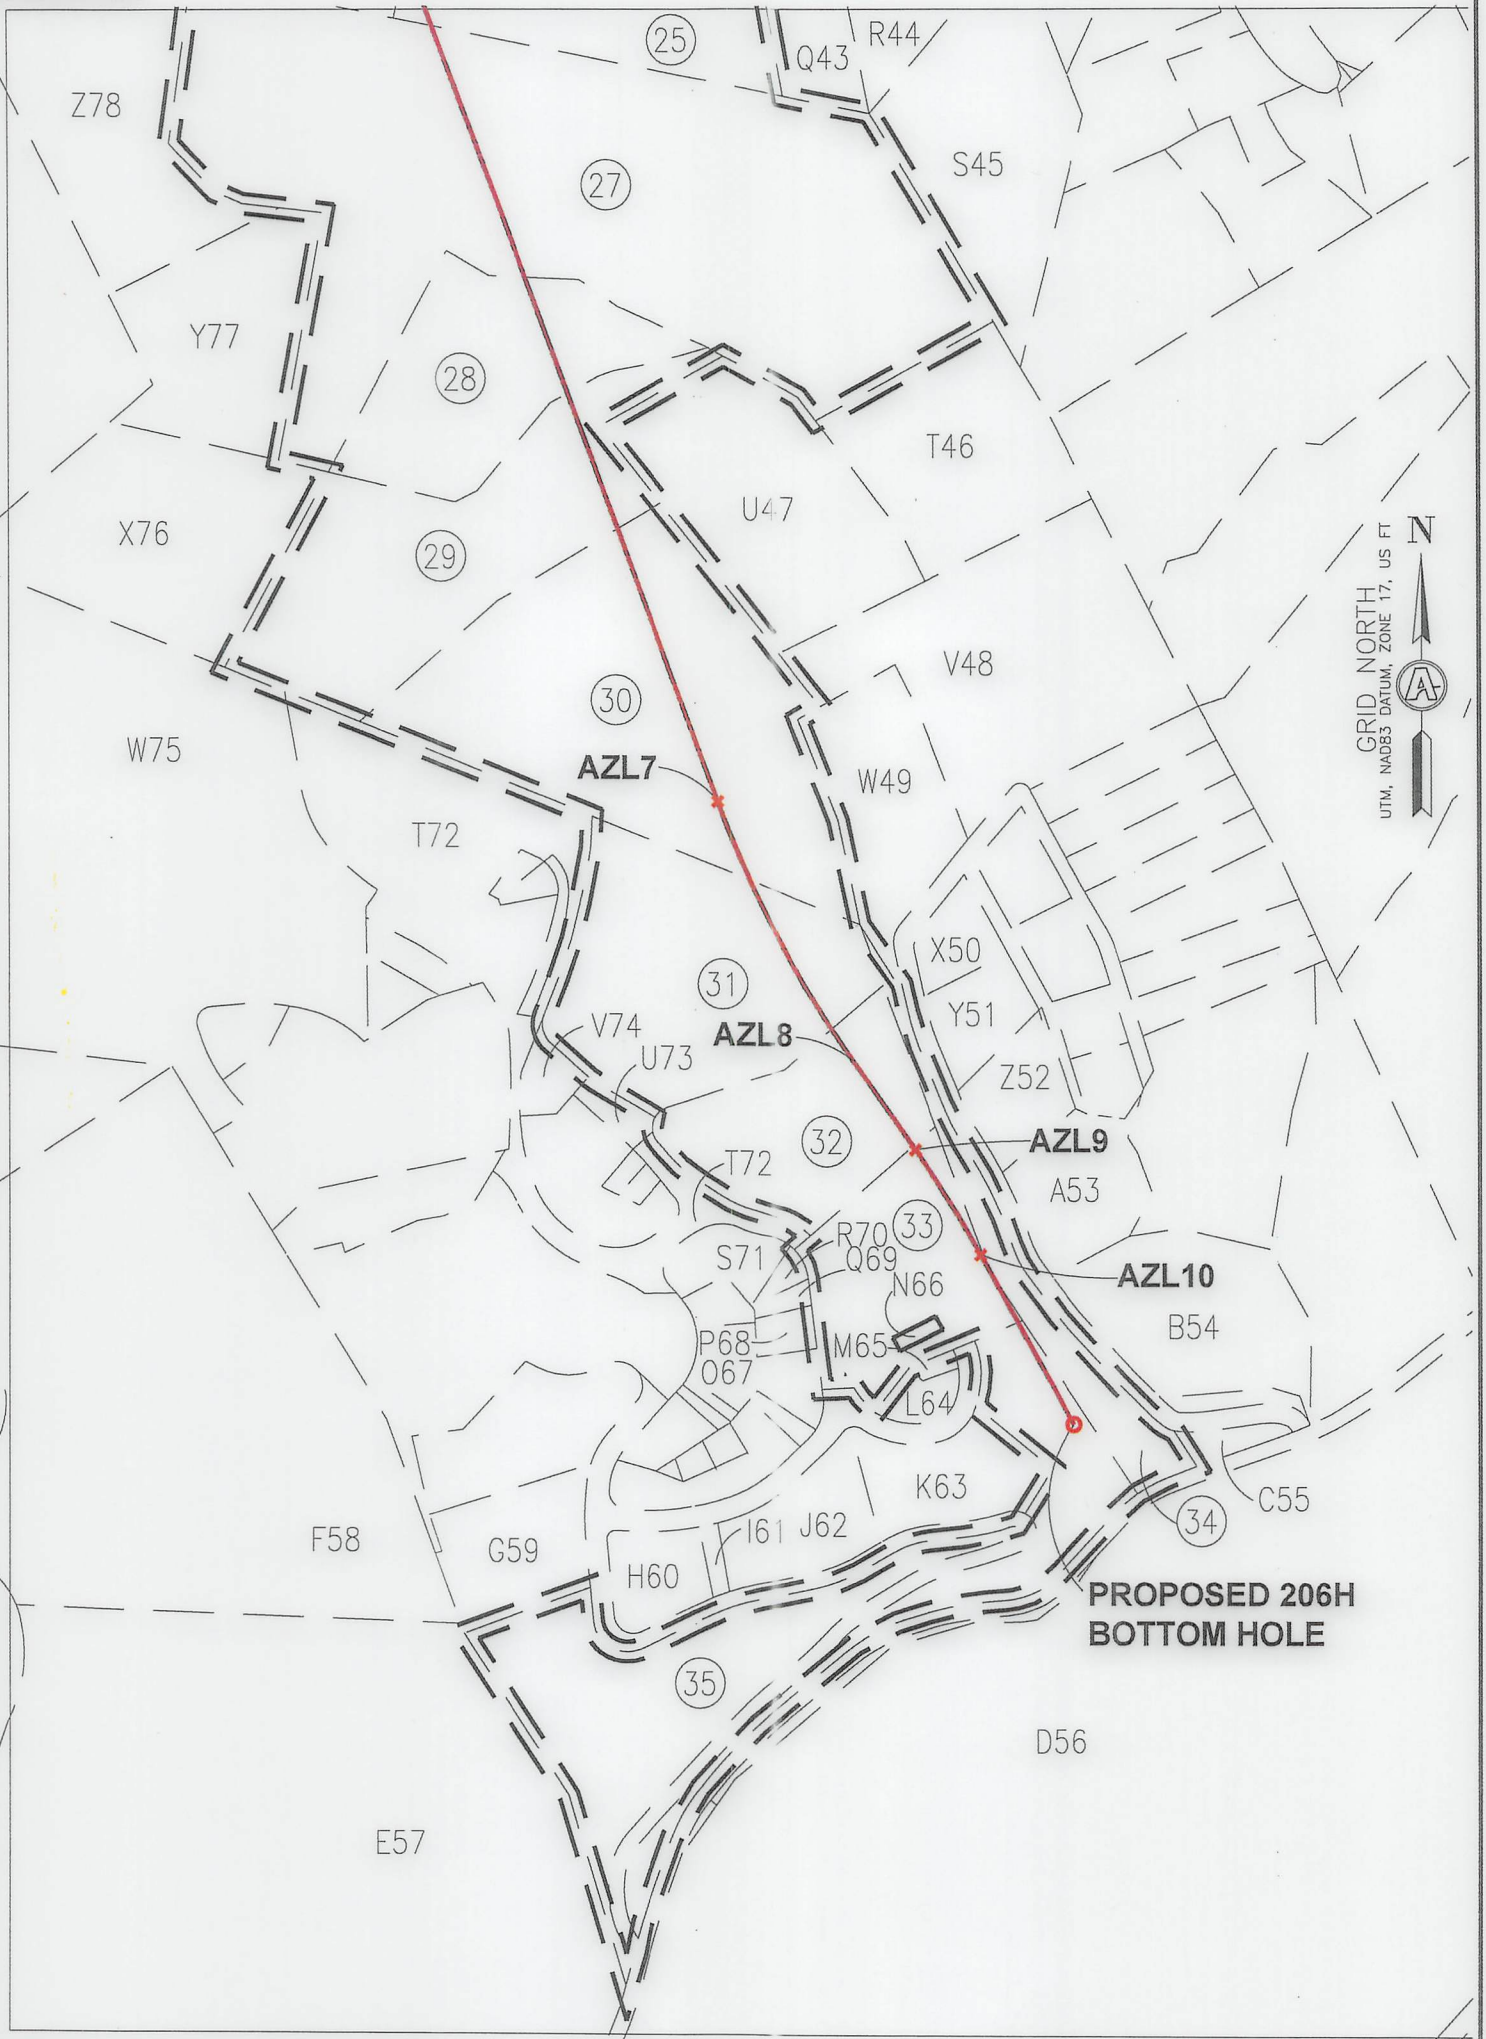 25
R44
Q43
Z78
S45
27
Y77
28
T46
U47
X76
29
N
GRID NORTH
UTM, NAD83 DATUM, ZONE 17, US FT
A
V48
30
W75
AZL7
W49
T72
X50
31
Y51
V74
AZL8
U73
Z52
32
AZL9
T72
A53
33
R70
S71
Q69
AZL10
N66
B54
P68
M65
O67
L64
K63
C55
34
I61
J62
F58
G59
H60
PROPOSED 206H
BOTTOM HOLE
35
D56
E57